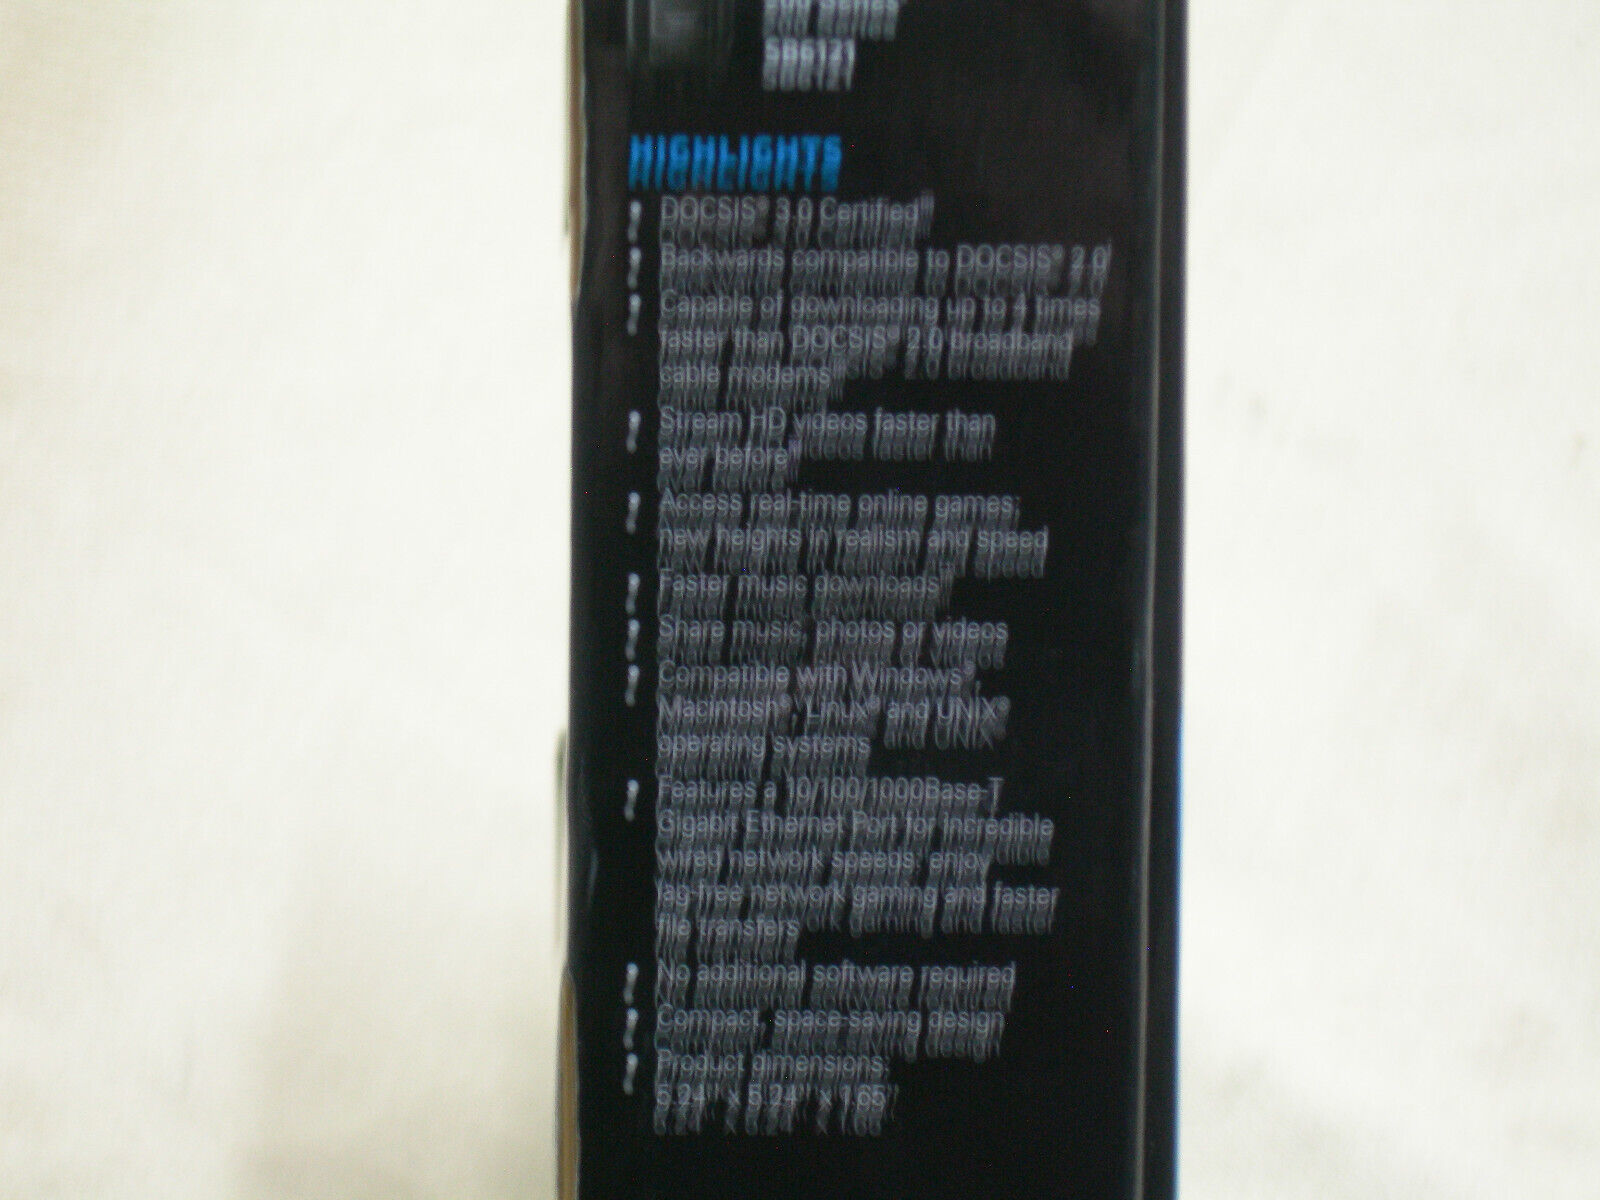 SB6121
HIGHLIGHTS
DOCSIS® 3.0 Certified
Backwards compatible to DOCSIS® 2.0
Capable of downloading up to 4 times
faster than DOCSIS® 2.0 broadband
cable modems
Stream HD videos faster than
ever before
Access real-time online games;
new heights in realism and speed
Faster music downloads
Share music, photos or videos
Compatible with Windows®,
Macintosh®, Linux® and UNIX®
operating systems
Features a 10/100/1000Base-T
Gigabit Ethernet Port for incredible
wired network speeds; enjoy
lag-free network gaming and faster
file transfers
No additional software required
Compact, space-saving design
Product dimensions:
5.24" x 5.24" x 1.65"